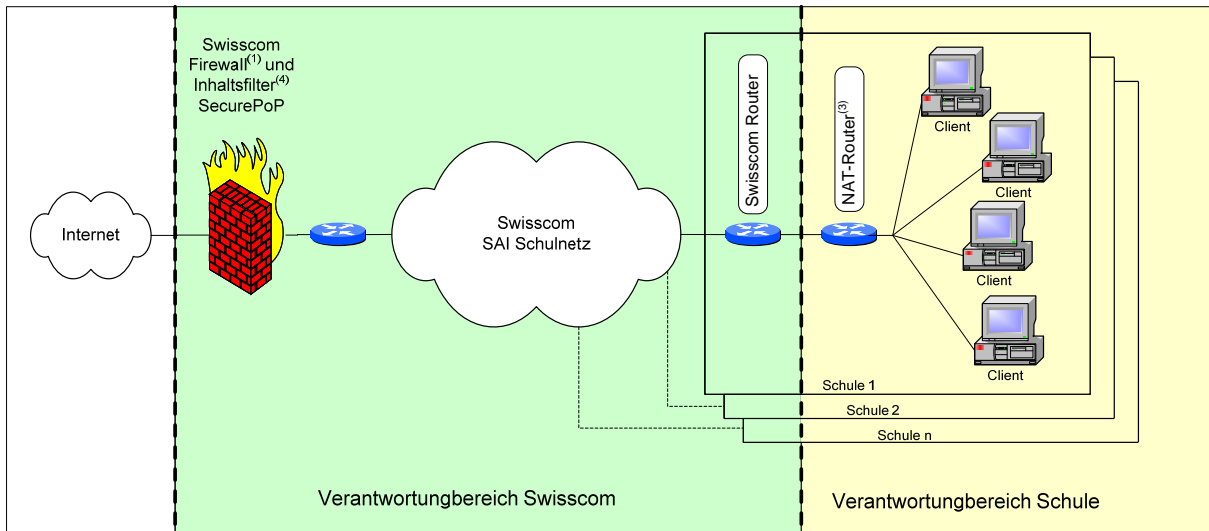 Swisscom
Firewall(1) und
Inhaltsfilter(4)
SecurePoP
Internet
Swisscom
SAI Schulnetz
Swisscom Router
NAT-Router(3)
Client
Client
Client
Client
Schule 1
Schule 2
Schule n
Verantwortungbereich Swisscom
Verantwortungbereich Schule